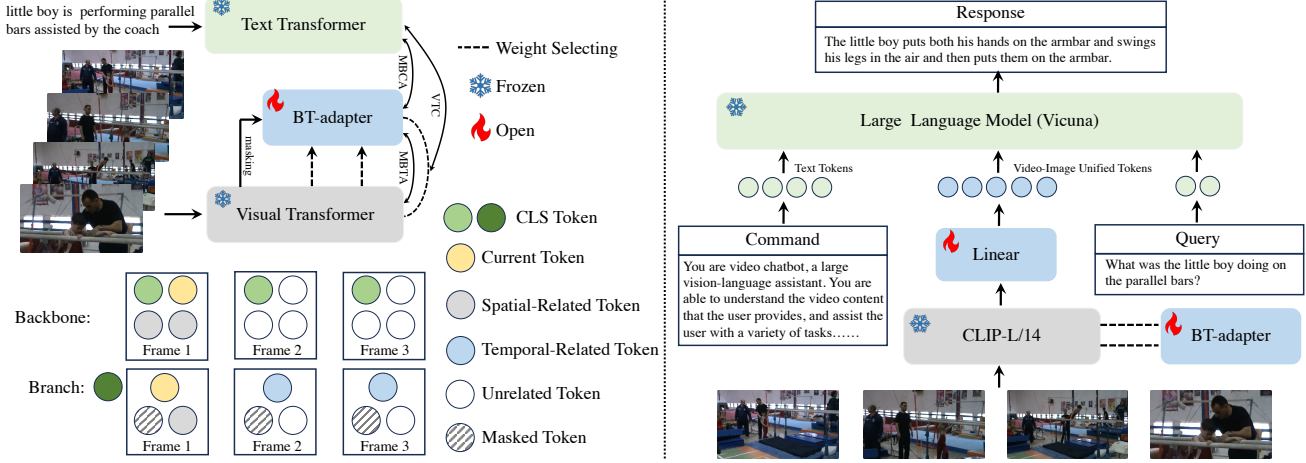 little boy is  performing parallel
bars assisted by the coach
Text Transformer
MBCA
VTC
BT-adapter
masking
MBTA
Visual Transformer
Weight Selecting
Frozen
Open
CLS Token
Current Token
Spatial-Related Token
Temporal-Related Token
Unrelated Token
Masked Token
Backbone:
Frame 1
Frame 2
Frame 3
Branch:
Frame 1
Frame 2
Frame 3
Response
The little boy puts both his hands on the armbar and swings
his legs in the air and then puts them on the armbar.
Large  Language Model (Vicuna)
Text Tokens
Video-Image Unified Tokens
Command
You are video chatbot, a large
vision-language assistant. You are
able to understand the video content
that the user provides, and assist the
user with a variety of tasks……
Linear
Query
What was the little boy doing on
the parallel bars?
CLIP-L/14
BT-adapter